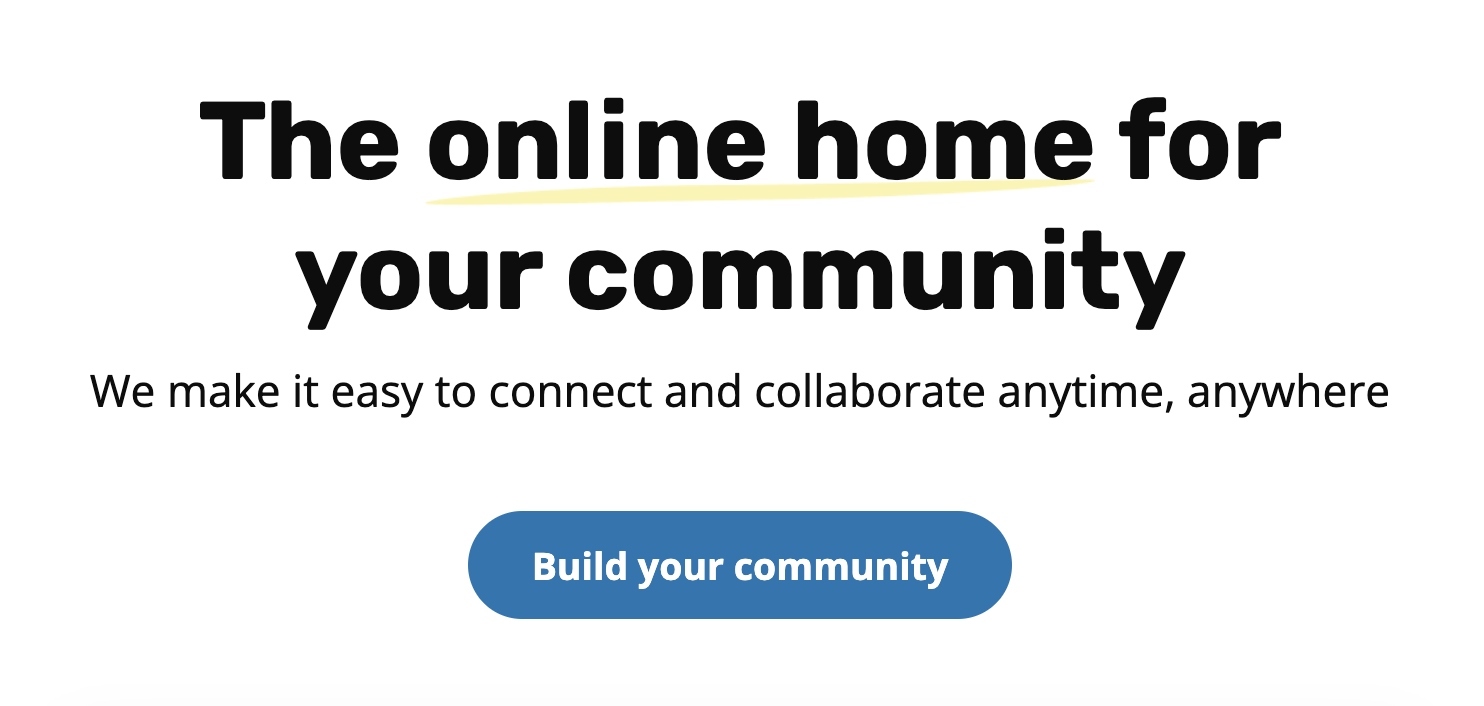 The online home for
your community
We make it easy to connect and collaborate anytime, anywhere
Build your community